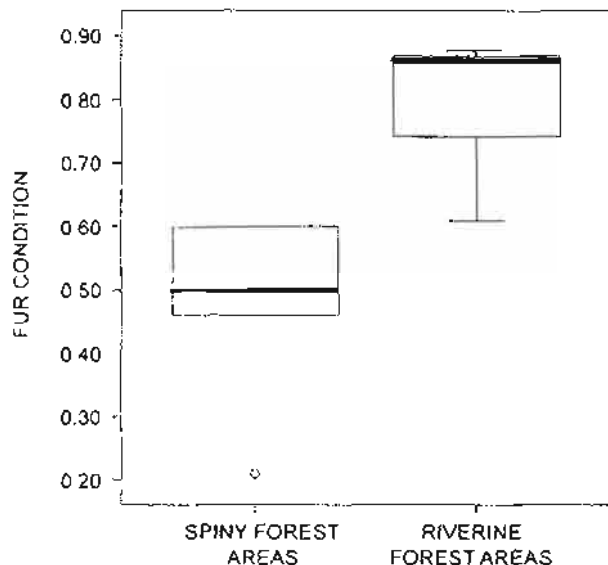 0.90
0.80
0.70
0.60
0.50
0.40
0.30
0.20
FUR CONDITION
SPINY FOREST
AREAS
RIVERINE
FOREST AREAS